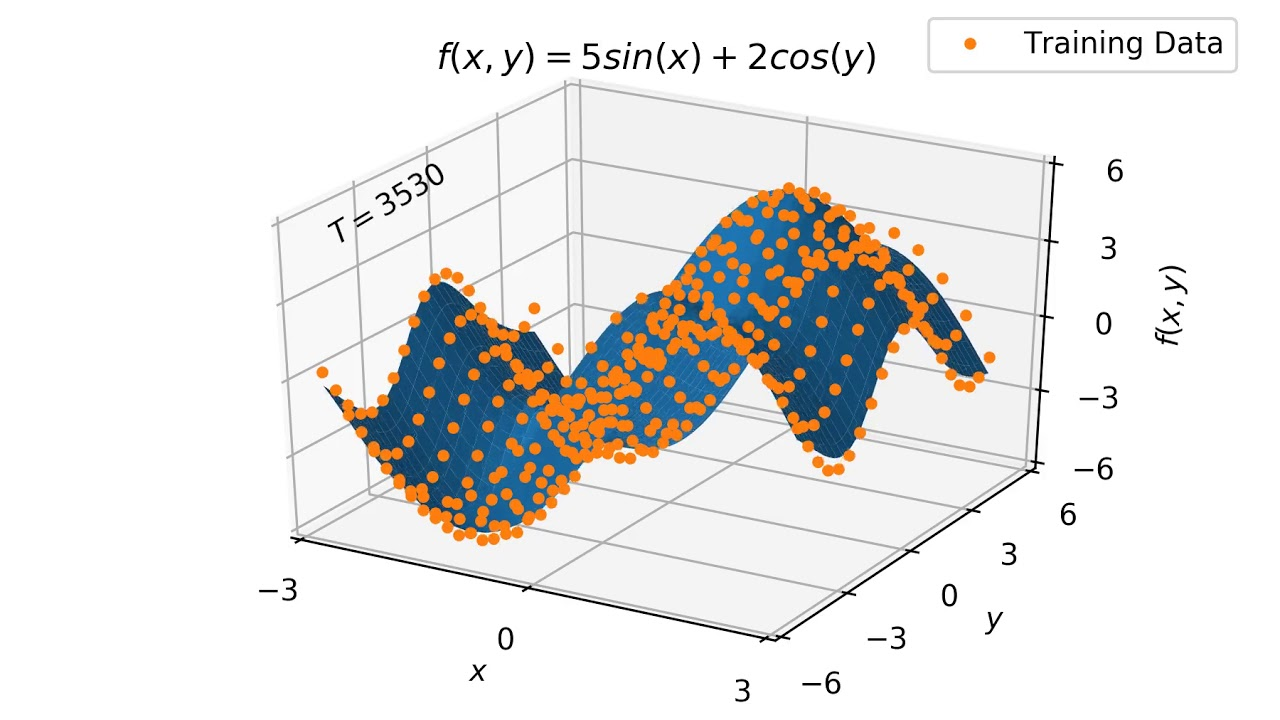 f(x, y) = 5sin(x) + 2cos(y)
Training Data
T = 3530
6
3
0
−3
−6
f(x, y)
6
3
0
−3
−6
y
−3
0
3
x